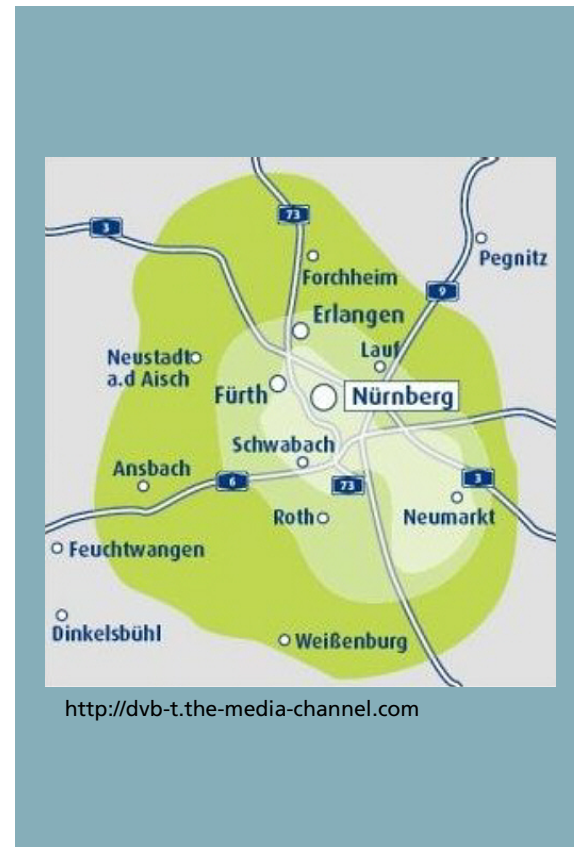 73
3
Pegnitz
Forchheim
9
Erlangen
Lauf
Neustadt
a.d Aisch
Fürth
Nürnberg
Schwabach
Ansbach
6
73
3
Roth
Neumarkt
Feuchtwangen
Dinkelsbühl
Weißenburg
http://dvb-t.the-media-channel.com